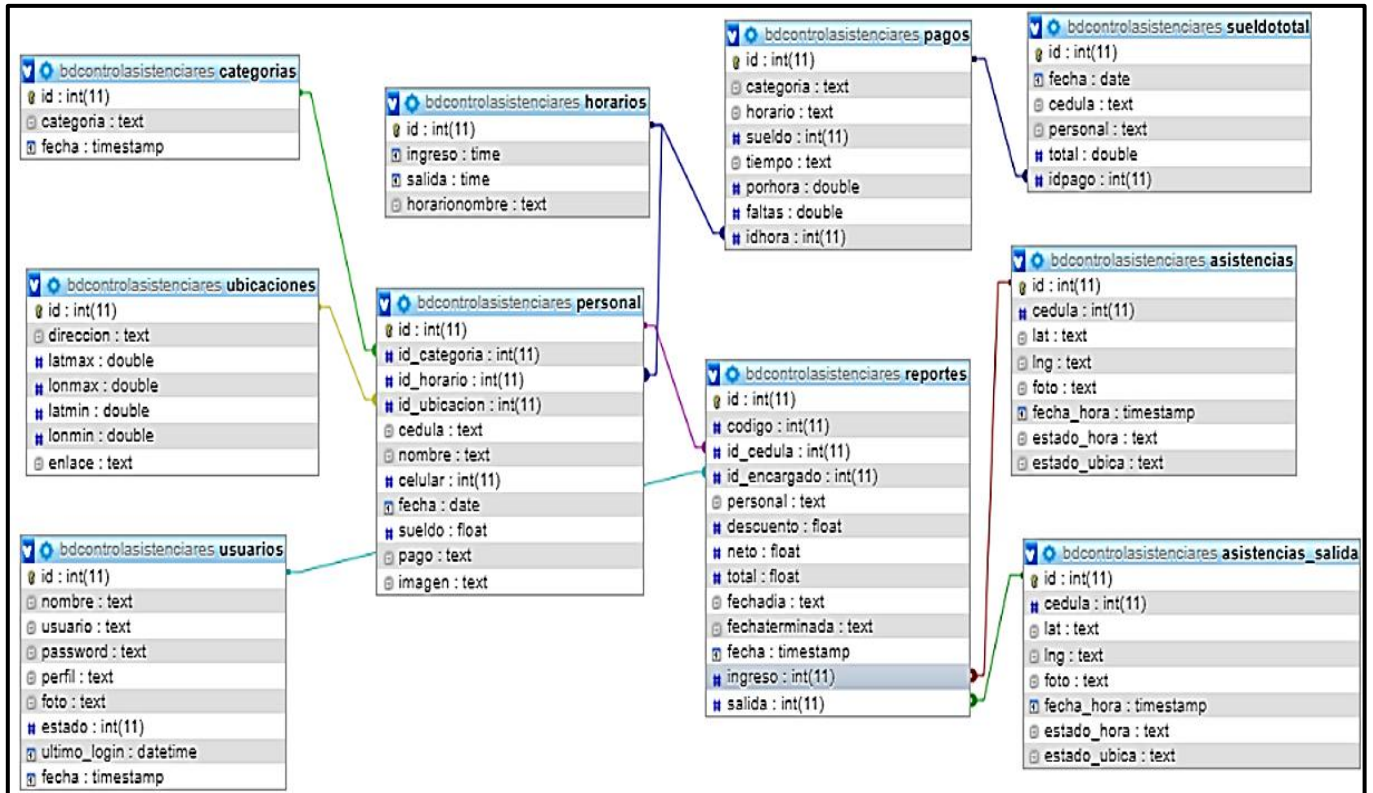 bdcontrolasistenciares categorias
id : int(11)
categoria : text
fecha : timestamp
bdcontrolasistenciares horarios
id : int(11)
ingreso : time
salida : time
horarionombre : text
bdcontrolasistenciares pagos
id : int(11)
categoria : text
horario : text
sueldo : int(11)
tiempo : text
porhora : double
faltas : double
idhora : int(11)
bdcontrolasistenciares sueldototal
id : int(11)
fecha : date
cedula : text
personal : text
total : double
idpago : int(11)
bdcontrolasistenciares ubicaciones
id : int(11)
direccion : text
latmax : double
lonmax : double
latmin : double
lonmin : double
enlace : text
bdcontrolasistenciares personal
id : int(11)
id_categoria : int(11)
id_horario : int(11)
id_ubicacion : int(11)
cedula : text
nombre : text
celular : int(11)
fecha : date
sueldo : float
pago : text
imagen : text
bdcontrolasistenciares reportes
id : int(11)
codigo : int(11)
id_cedula : int(11)
id_encargado : int(11)
personal : text
descuento : float
neto : float
total : float
fechadia : text
fechaterminada : text
fecha : timestamp
ingreso : int(11)
salida : int(11)
bdcontrolasistenciares asistencias
id : int(11)
cedula : int(11)
lat : text
lng : text
foto : text
fecha_hora : timestamp
estado_hora : text
estado_ubica : text
bdcontrolasistenciares usuarios
id : int(11)
nombre : text
usuario : text
password : text
perfil : text
foto : text
estado : int(11)
ultimo_login : datetime
fecha : timestamp
bdcontrolasistenciares asistencias_salida
id : int(11)
cedula : int(11)
lat : text
lng : text
foto : text
fecha_hora : timestamp
estado_hora : text
estado_ubica : text